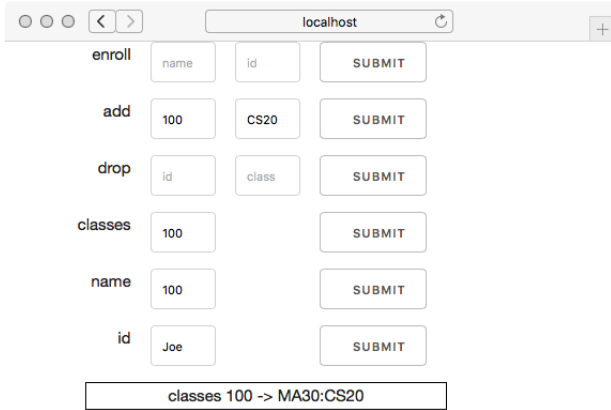 localhost
enroll name id SUBMIT
add 100 CS20 SUBMIT
drop id class SUBMIT
classes 100 SUBMIT
name 100 SUBMIT
id Joe SUBMIT
classes 100 -> MA30:CS20